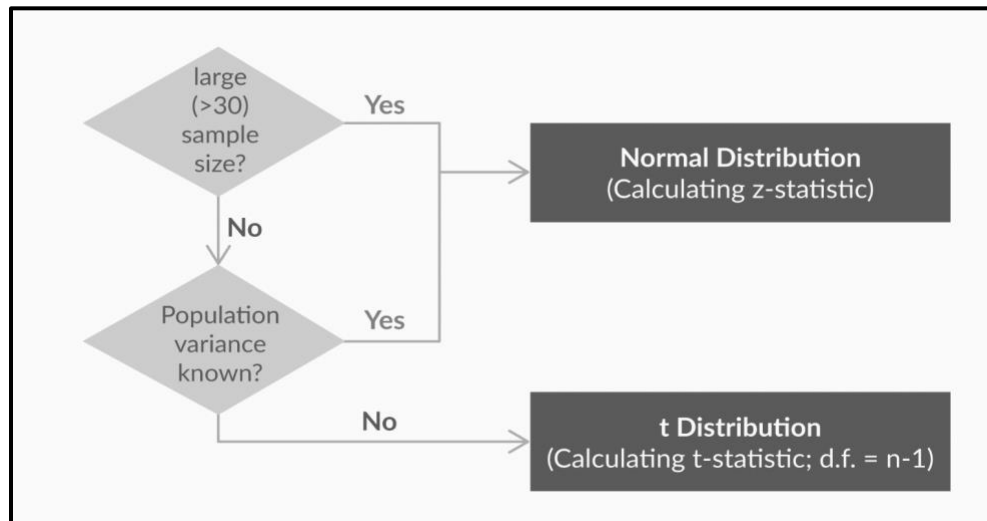 large
(>30)
sample
size?
Yes
Normal Distribution
(Calculating z-statistic)
No
Population
variance
known?
Yes
No
t Distribution
(Calculating t-statistic; d.f. = n-1)